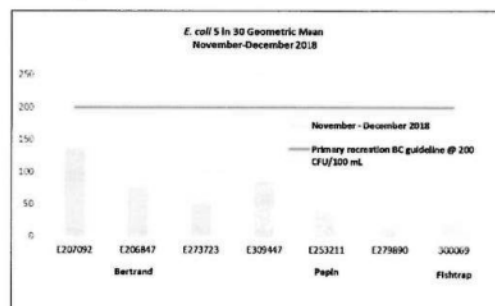 E. coli 5 in 30 Geometric Mean
November-December 2018
250
200
150
100
50
0
November - December 2018
Primary recreation BC guideline @ 200
CFU/100 mL
E207092 E206847 E273723 E309447 E253211 E279890 300069
Bertrand Pepin Fishtrap